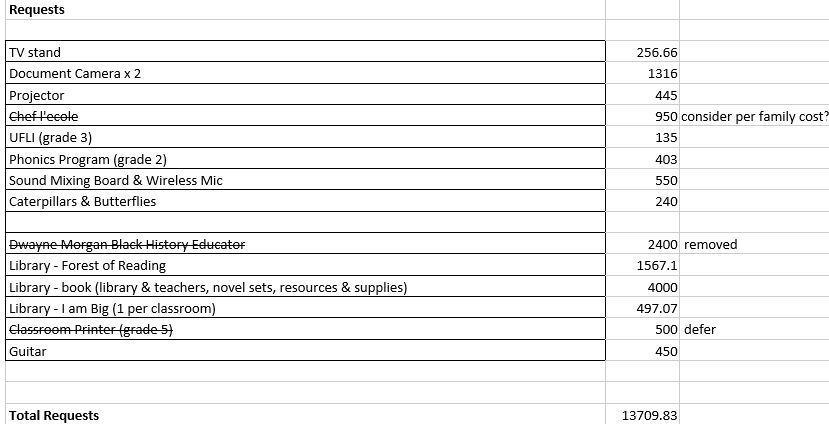 Requests
TV stand 256.66
Document Camera x 2 1316
Projector 445
Chef l'ecole 950 consider per family cost?
UFLI (grade 3) 135
Phonics Program (grade 2) 403
Sound Mixing Board & Wireless Mic 550
Caterpillars & Butterflies 240
Dwayne Morgan Black History Educator 2400 removed
Library - Forest of Reading 1567.1
Library - book (library & teachers, novel sets, resources & supplies) 4000
Library - I am Big (1 per classroom) 497.07
Classroom Printer (grade 5) 500 defer
Guitar 450
Total Requests 13709.83